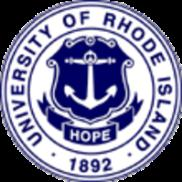 · UNIVERSITY OF RHODE ISLAND ·
HOPE
1892